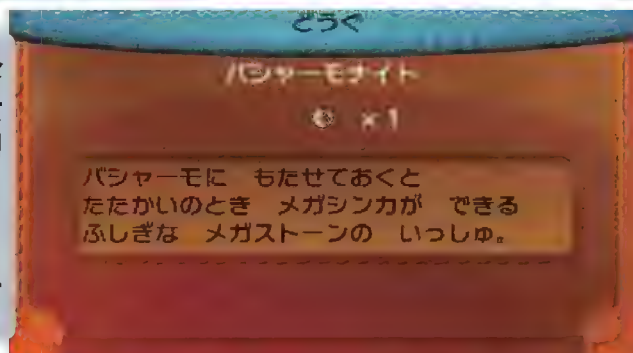 どうぐ
バシャーモナイト
×1
バシャーモに もたせておくと
たたかいのとき メガシンカが できる
ふしぎな メガストーンの いっしゅ。